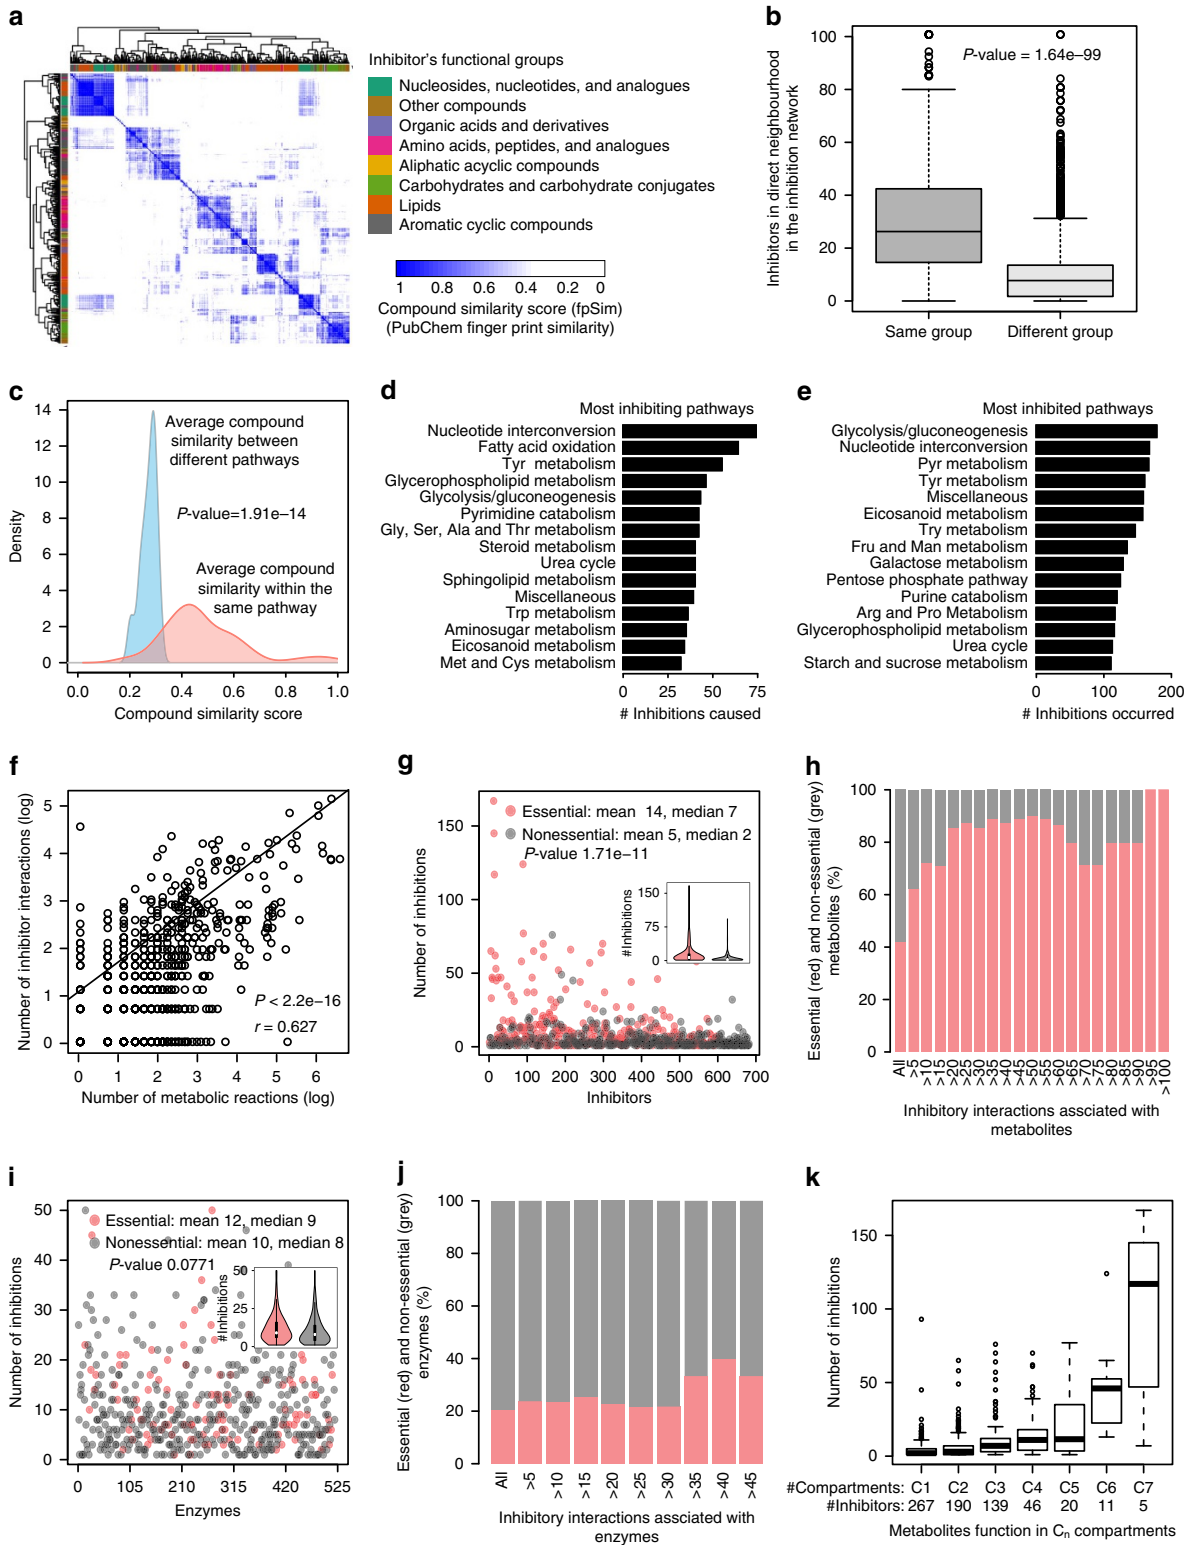 a
Inhibitor's functional groups
Nucleosides, nucleotides, and analogues
Other compounds
Organic acids and derivatives
Amino acids, peptides, and analogues
Aliphatic acyclic compounds
Carbohydrates and carbohydrate conjugates
Lipids
Aromatic cyclic compounds
1 0.8 0.6 0.4 0.2 0
Compound similarity score (fpSim)
(PubChem finger print similarity)
b
Inhibitors in direct neighbourhood
in the inhibition network
100
80
60
40
20
0
P-value = 1.64e−99
Same group
Different group
c
Density
14
12
10
8
6
4
2
0
Average compound
similarity between
different pathways
P-value=1.91e−14
Average compound
similarity within the
same pathway
0.0 0.2 0.4 0.6 0.8 1.0
Compound similarity score
d
Most inhibiting pathways
Nucleotide interconversion
Fatty acid oxidation
Tyr metabolism
Glycerophospholipid metabolism
Glycolysis/gluconeogenesis
Pyrimidine catabolism
Gly, Ser, Ala and Thr metabolism
Steroid metabolism
Urea cycle
Sphingolipid metabolism
Miscellaneous
Trp metabolism
Aminosugar metabolism
Eicosanoid metabolism
Met and Cys metabolism
0 50 75
# Inhibitions caused
e
Most inhibited pathways
Glycolysis/gluconeogenesis
Nucleotide interconversion
Pyr metabolism
Tyr metabolism
Miscellaneous
Eicosanoid metabolism
Try metabolism
Fru and Man metabolism
Galactose metabolism
Pentose phosphate pathway
Purine catabolism
Arg and Pro Metabolism
Glycerophospholipid metabolism
Urea cycle
Starch and sucrose metabolism
0 100 200
# Inhibitions occurred
f
Number of inhibitor interactions (log)
5
4
3
2
1
0
P < 2.2e−16
r = 0.627
0 1 2 3 4 5 6
Number of metabolic reactions (log)
g
Number of inhibitions
150
100
50
0
Essential: mean 14, median 7
Nonessential: mean 5, median 2
P-value 1.71e−11
#Inhibitions
150
75
0
0 100 200 300 400 500 600 700
Inhibitors
h
Essential (red) and non-essential (grey)
metabolites (%)
100
80
60
40
20
0
All >5 >10 >15 >20 >25 >30 >35 >40 >45 >50 >55 >60 >65 >70 >75 >80 >85 >90 >95 >100
Inhibitory interactions assciated with
metabolites
i
Number of inhibitions
50
40
30
20
10
0
Essential: mean 12, median 9
Nonessential: mean 10, median 8
P-value 0.0771
#Inhibitions
50
25
0
0 105 210 315 420 525
Enzymes
j
Essential (red) and non-essential (grey)
enzymes (%)
100
80
60
40
20
0
All >5 >10 >15 >20 >25 >30 >35 >40 >45
Inhibitory interactions assciated with
enzymes
k
Number of inhibitions
150
100
50
0
#Compartments: C1 C2 C3 C4 C5 C6 C7
#Inhibitors: 267 190 139 46 20 11 5
Metabolites function in Cn compartments